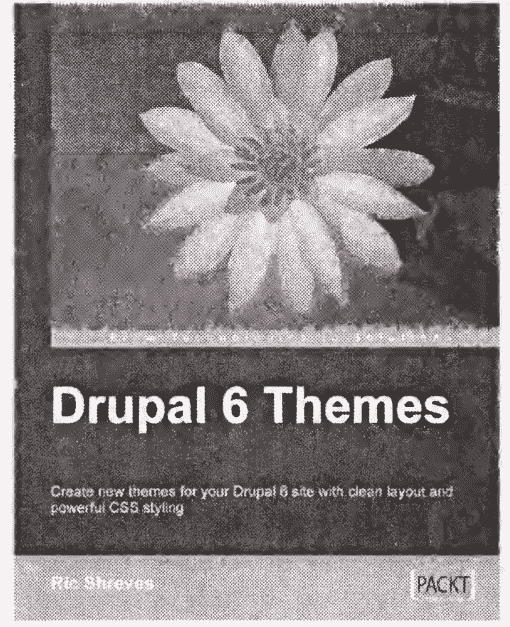 Drupal 6 Themes
Create new themes for your Drupal 6 site with clean layout and
powerful CSS styling
Ric Shreves
PACKT